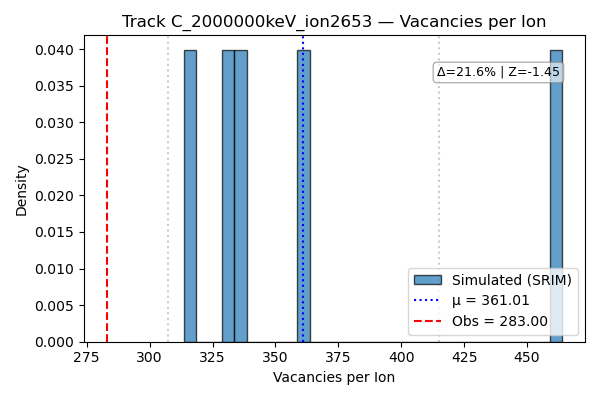 Track C_2000000keV_ion2653 — Vacancies per Ion
0.040
0.035
0.030
0.025
0.020
0.015
0.010
0.005
0.000
Density
Δ=21.6% | Z=-1.45
Simulated (SRIM)
μ = 361.01
Obs = 283.00
275 300 325 350 375 400 425 450
Vacancies per Ion